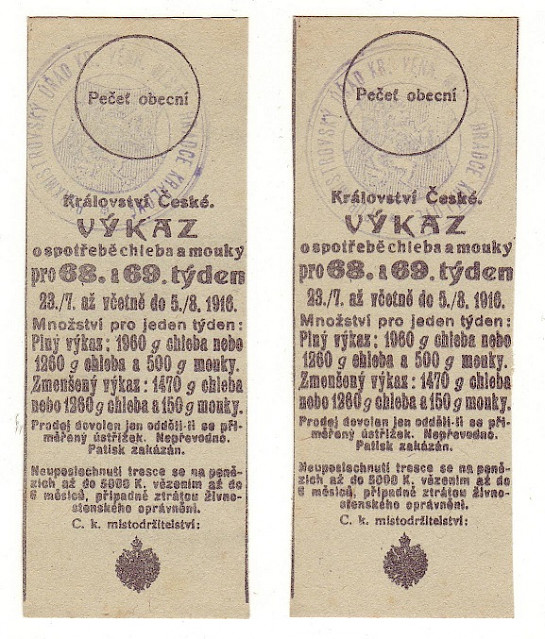 Pečeť obecní
Království České.
VÝKAZ
o spotřebě chleba a mouky
pro 68. a 69. týden
23./7. až včetně do 5./8. 1916.
Množství pro jeden týden:
Plný výkaz: 1960 g chleba nebo
1260 g chleba a 500 g mouky.
Zmenšený výkaz: 1470 g chleba
nebo 1260 g chleba a 150 g mouky.
Prodej dovolen jen oddělí-li se při-
měřený ústřižek. Nepřevodno.
Patisk zakázán.
Neuposlechnutí tresce se na peně-
zích až do 5000 K, vězením až do
6 měsíců, případně ztrátou živno-
stenského oprávnění.
C. k. místodržitelství:
Pečeť obecní
Království České.
VÝKAZ
o spotřebě chleba a mouky
pro 68. a 69. týden
23./7. až včetně do 5./8. 1916.
Množství pro jeden týden:
Plný výkaz: 1960 g chleba nebo
1260 g chleba a 500 g mouky.
Zmenšený výkaz: 1470 g chleba
nebo 1260 g chleba a 150 g mouky.
Prodej dovolen jen oddělí-li se při-
měřený ústřižek. Nepřevodno.
Patisk zakázán.
Neuposlechnutí tresce se na peně-
zích až do 5000 K, vězením až do
6 měsíců, případně ztrátou živno-
stenského oprávnění.
C. k. místodržitelství: